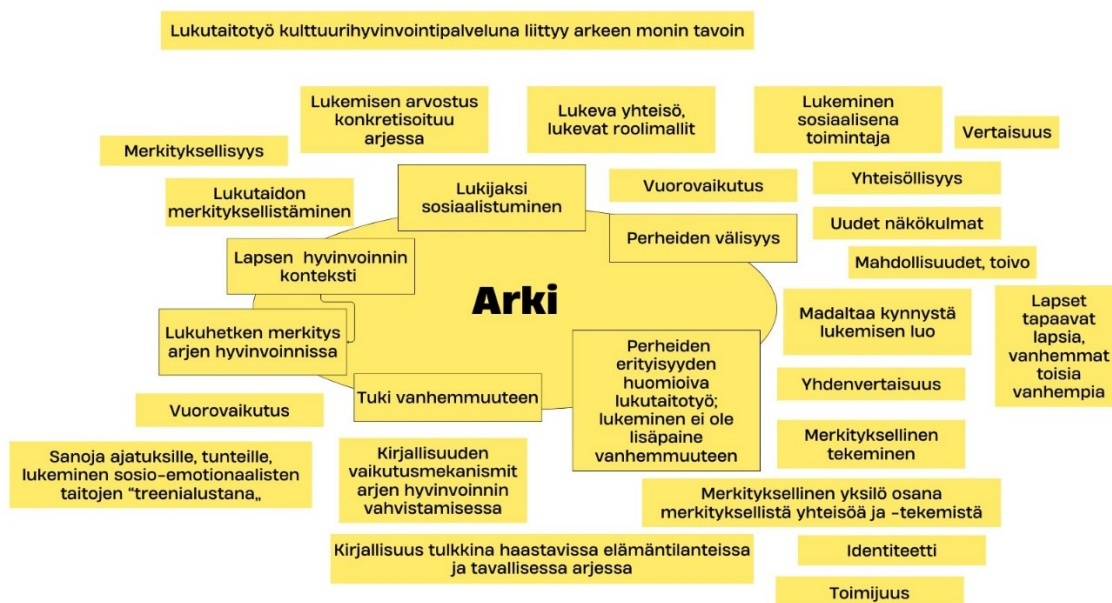 Lukutaitotyö kulttuurihyvinvointipalveluna liittyy arkeen monin tavoin
Lukemisen arvostus
konkretisoituu
arjessa
Lukeva yhteisö,
lukevat roolimallit
Lukeminen
sosiaalisena
toimintaja
Vertaisuus
Merkityksellisyys
Lukutaidon
merkityksellistäminen
Lukijaksi
sosiaalistuminen
Vuorovaikutus
Yhteisöllisyys
Uudet näkökulmat
Perheiden välisyys
Lapsen hyvinvoinnin
konteksti
Mahdollisuudet, toivo
Arki
Lukuhetken merkitys
arjen hyvinvoinnissa
Madaltaa kynnystä
lukemisen luo
Lapset
tapaavat
lapsia,
vanhemmat
toisia
vanhempia
Perheiden
erityisyyden
huomioiva
lukutaitotyö;
lukeminen ei ole
lisäpaine
vanhemmuuteen
Tuki vanhemmuuteen
Yhdenvertaisuus
Vuorovaikutus
Merkityksellinen
tekeminen
Sanoja ajatuksille, tunteille,
lukeminen sosio-emotionaalisten
taitojen "treenialustana„
Kirjallisuuden
vaikutusmekanismit
arjen hyvinvoinnin
vahvistamisessa
Merkityksellinen yksilö osana
merkityksellistä yhteisöä ja -tekemistä
Kirjallisuus tulkkina haastavissa elämäntilanteissa
ja tavallisessa arjessa
Identiteetti
Toimijuus